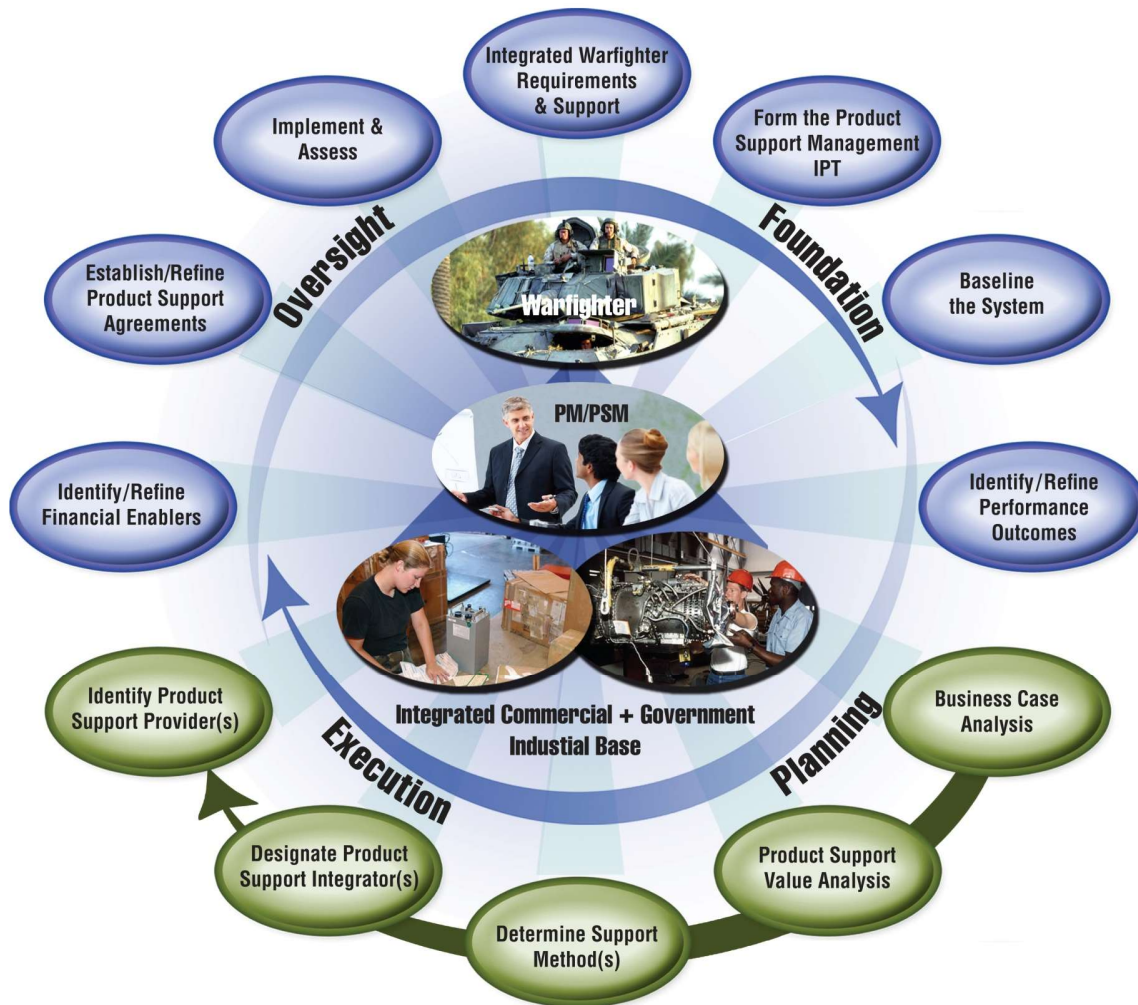 Integrated Warfighter
Requirements
& Support
Form the Product
Support Management
IPT
Baseline
the System
Identify/Refine
Performance
Outcomes
Business Case
Analysis
Product Support
Value Analysis
Determine Support
Method(s)
Designate Product
Support Integrator(s)
Identify Product
Support Provider(s)
Identify/Refine
Financial Enablers
Establish/Refine
Product Support
Agreements
Implement &
Assess
Oversight
Foundation
Planning
Execution
Warfighter
PM/PSM
Integrated Commercial + Government
Industial Base